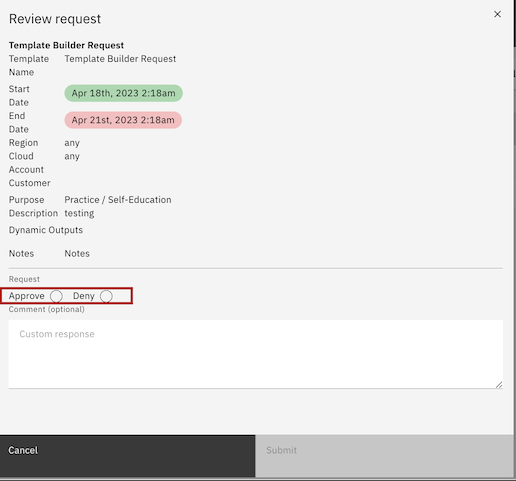 Review request
Template Builder Request
Template Name Template Builder Request
Start Date Apr 18th, 2023 2:18am
End Date Apr 21st, 2023 2:18am
Region any
Cloud Account any
Customer
Purpose Practice / Self-Education
Description testing
Dynamic Outputs
Notes Notes
Request
Approve Deny
Comment (optional)
Custom response
Cancel Submit